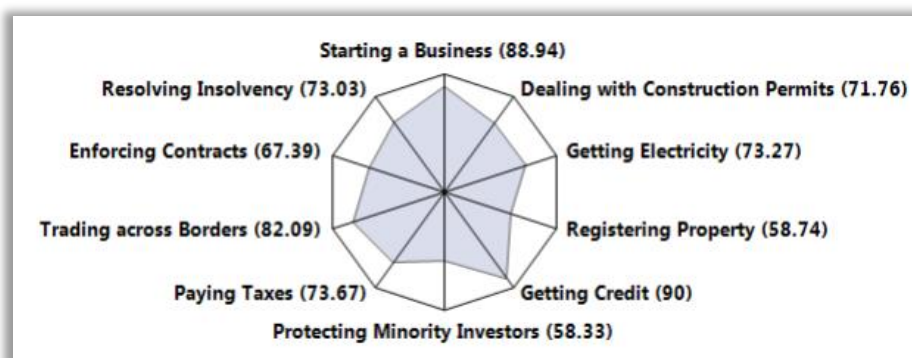 Starting a Business (88.94)
Resolving Insolvency (73.03)
Dealing with Construction Permits (71.76)
Enforcing Contracts (67.39)
Getting Electricity (73.27)
Trading across Borders (82.09)
Registering Property (58.74)
Paying Taxes (73.67)
Getting Credit (90)
Protecting Minority Investors (58.33)